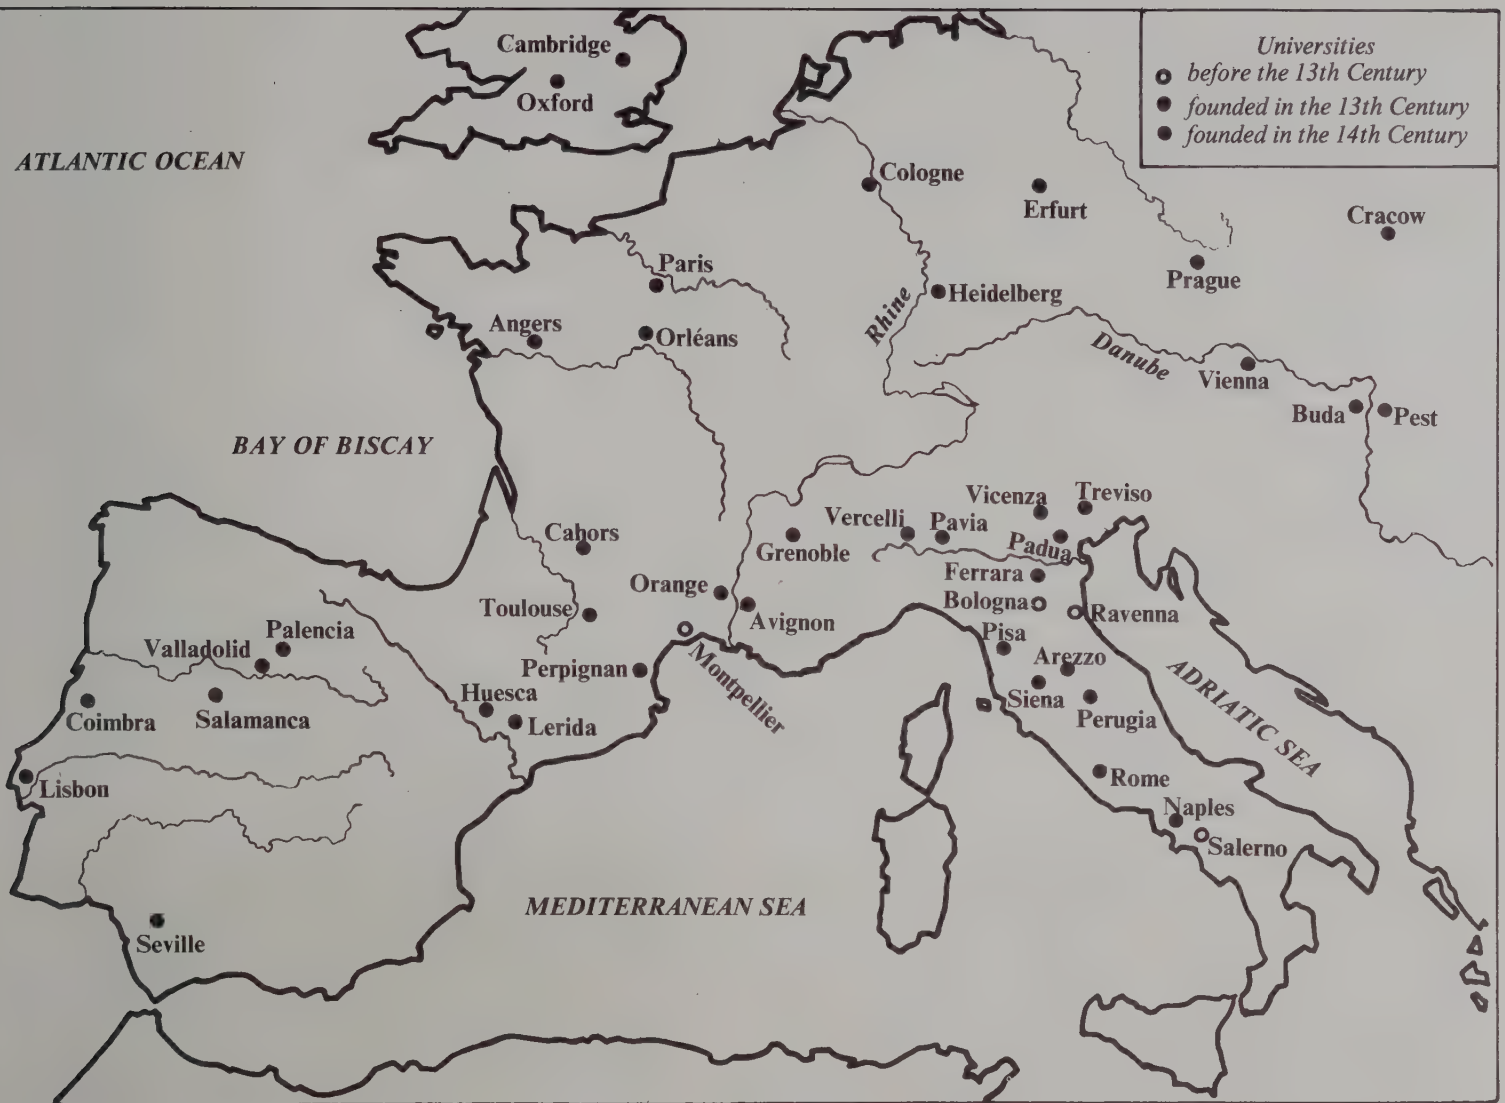 Universities
before the 13th Century
founded in the 13th Century
founded in the 14th Century
Cambridge
Oxford
ATLANTIC OCEAN
Cologne
Erfurt
Cracow
Paris
Prague
Rhine
Heidelberg
Angers
Orléans
Danube
Vienna
Buda
Pest
BAY OF BISCAY
Vicenza
Treviso
Vercelli
Pavia
Cahors
Grenoble
Padua
Ferrara
Orange
Bologna
Toulouse
Ravenna
Avignon
Palencia
Pisa
Valladolid
Arezzo
Perpignan
Montpellier
Huesca
Siena
ADRIATIC SEA
Coimbra
Salamanca
Lerida
Perugia
Lisbon
Rome
Naples
Salerno
MEDITERRANEAN SEA
Seville